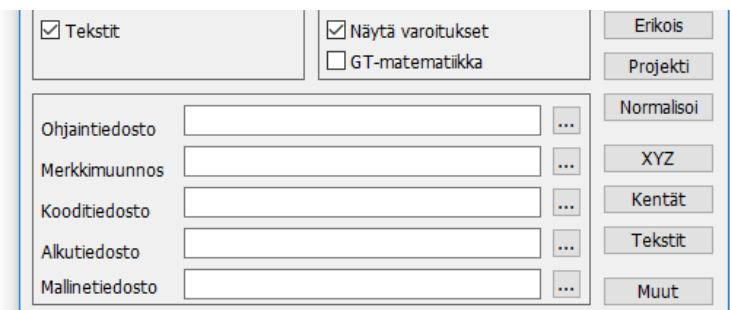 Tekstit
Näytä varoitukset
GT-matematiikka
Erikois
Projekti
Normalisoi
Ohjaintiedosto
...
Merkkimuunnos
...
XYZ
Kooditiedosto
...
Kentät
Alkutiedosto
...
Tekstit
Mallinetiedosto
...
Muut